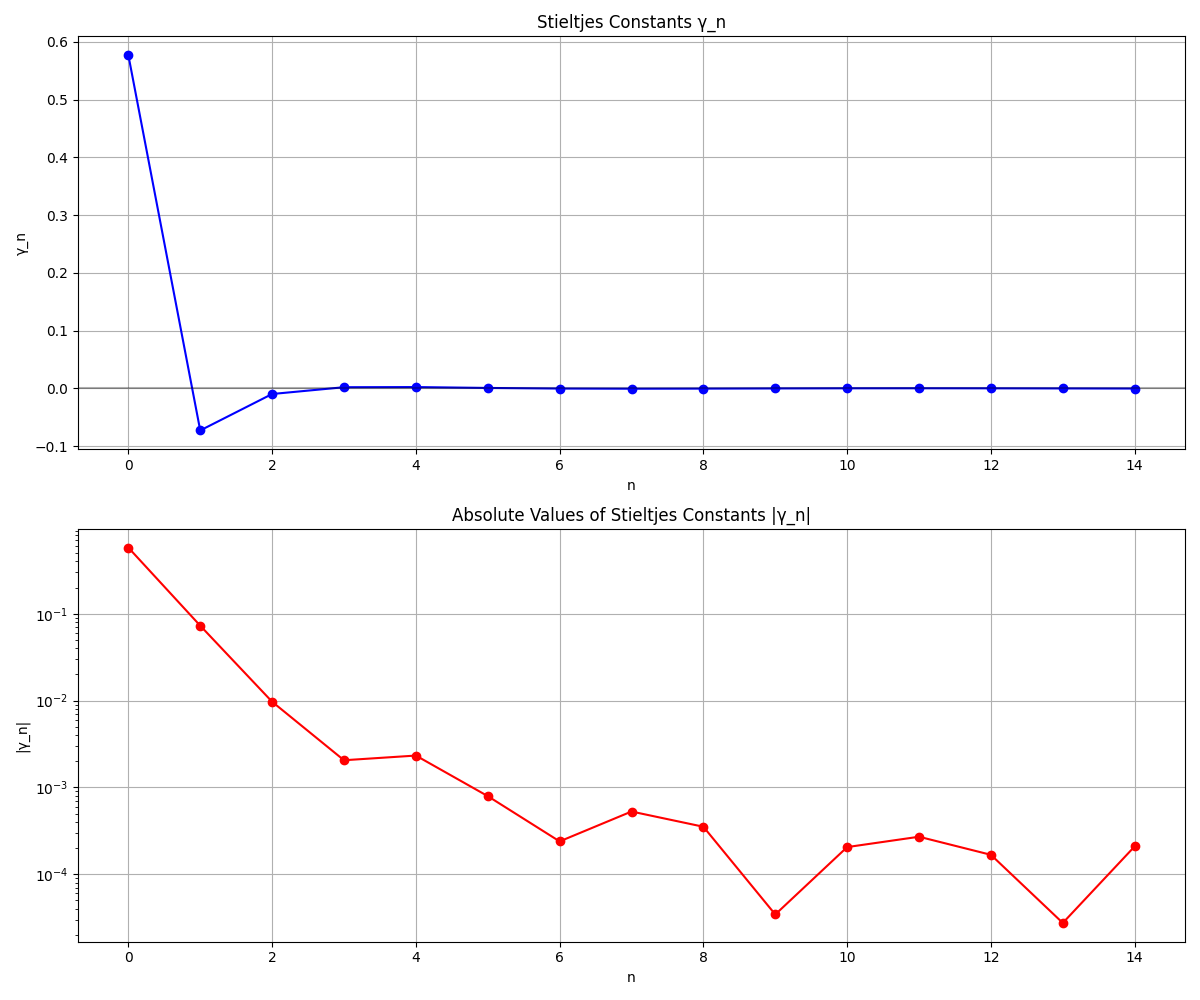 Stieltjes Constants γ_n
0.6
0.5
0.4
0.3
0.2
0.1
0.0
−0.1
γ_n
0 2 4 6 8 10 12 14
n
Absolute Values of Stieltjes Constants |γ_n|
10⁻¹
10⁻²
10⁻³
10⁻⁴
|γ_n|
0 2 4 6 8 10 12 14
n